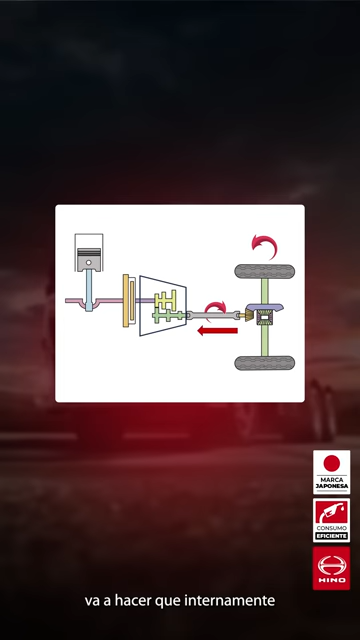 MARCA
JAPONESA
CONSUMO
EFICIENTE
HINO
va a hacer que internamente